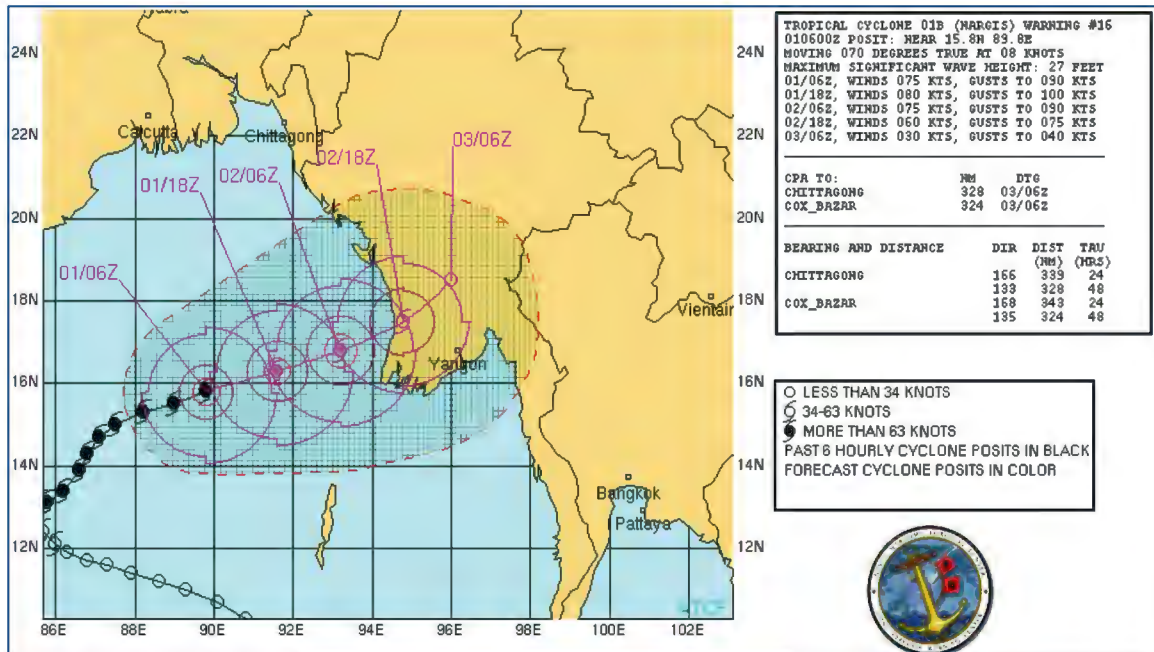 24N
22N
20N
18N
16N
14N
12N
86E 88E 90E 92E 94E 96E 98E 100E 102E
24N
22N
20N
18N
16N
14N
12N
Calcutta
Chittagong
02/18Z
03/06Z
02/06Z
01/18Z
01/06Z
Vientian
Yangon
Bangkok
Pattaya
TROPICAL CYCLONE 01B (NARGIS) WARNING #16
010600Z POSIT: NEAR 15.8N 89.8E
MOVING 070 DEGREES TRUE AT 08 KNOTS
MAXIMUM SIGNIFICANT WAVE HEIGHT: 27 FEET
01/06Z, WINDS 075 KTS, GUSTS TO 090 KTS
01/18Z, WINDS 080 KTS, GUSTS TO 100 KTS
02/06Z, WINDS 075 KTS, GUSTS TO 090 KTS
02/18Z, WINDS 060 KTS, GUSTS TO 075 KTS
03/06Z, WINDS 030 KTS, GUSTS TO 040 KTS
CPA TO: NM DTG
CHITTAGONG 328 03/06Z
COX_BAZAR 324 03/06Z
BEARING AND DISTANCE DIR DIST TAU
(NM) (HRS)
CHITTAGONG 166 339 24
133 328 48
COX_BAZAR 168 343 24
135 324 48
LESS THAN 34 KNOTS
34-63 KNOTS
MORE THAN 63 KNOTS
PAST 6 HOURLY CYCLONE POSITS IN BLACK
FORECAST CYCLONE POSITS IN COLOR